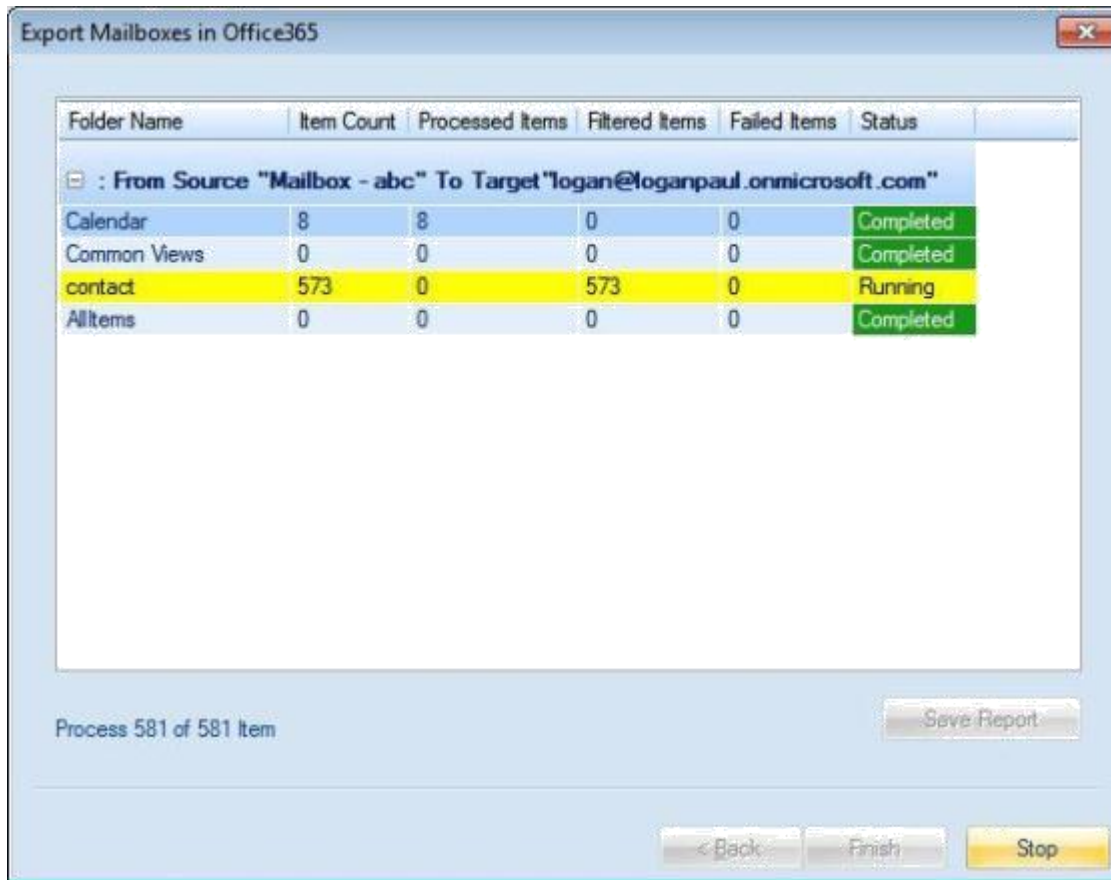 Export Mailboxes in Office365
Folder Name Item Count Processed Items Filtered Items Failed Items Status
: From Source "Mailbox - abc" To Target"logan@loganpaul.onmicrosoft.com"
Calendar 8 8 0 0 Completed
Common Views 0 0 0 0 Completed
contact 573 0 573 0 Running
AllItems 0 0 0 0 Completed
Process 581 of 581 Item
Save Report
< Back Finish Stop